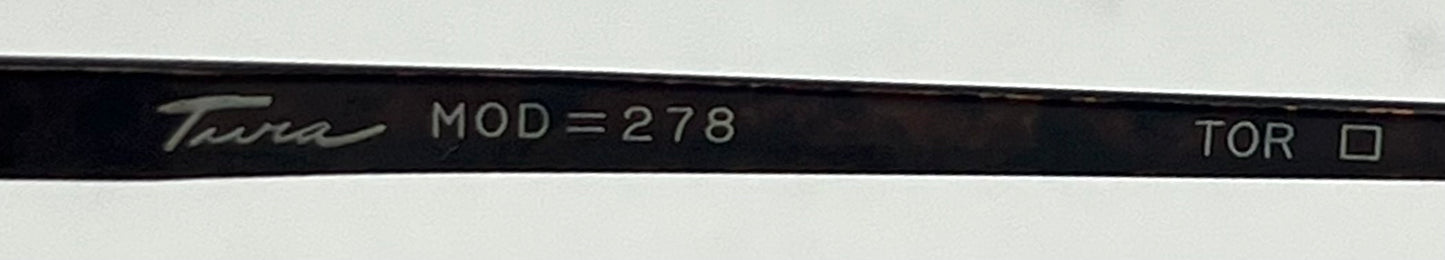 Tura MOD=278 TOR □